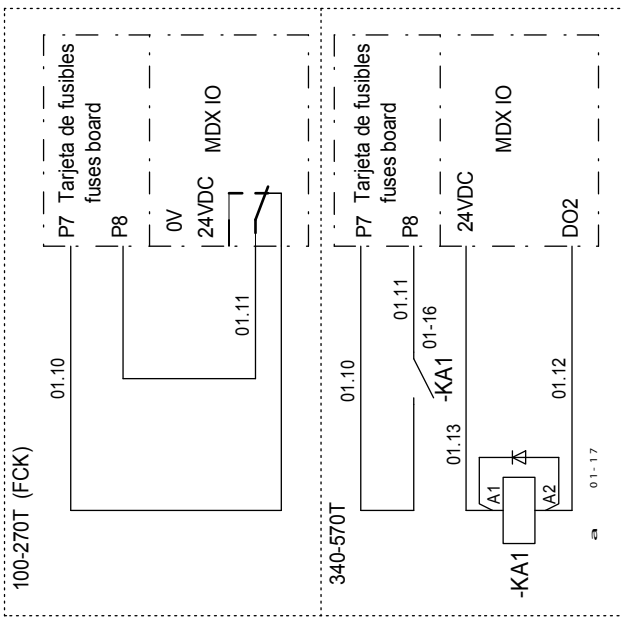 100-270T (FCK)
P7 Tarjeta de fusibles
fuses board
P8
0V
24VDC
MDX IO
01.10
01.11
340-570T
P7 Tarjeta de fusibles
fuses board
P8
24VDC
MDX IO
DO2
01.10
01.11
01-16
-KA1
01.13
01.12
A1
A2
-KA1
a 01-17